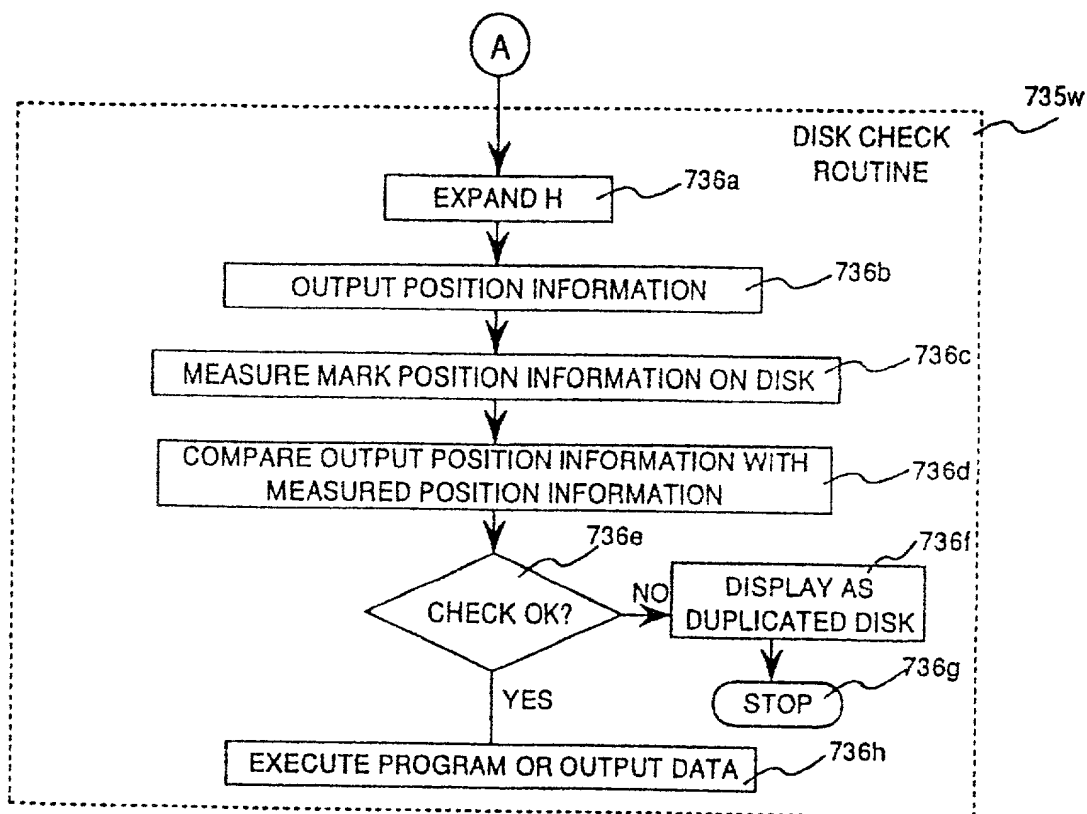 A
735w
DISK CHECK
ROUTINE
EXPAND H
736a
OUTPUT POSITION INFORMATION
736b
MEASURE MARK POSITION INFORMATION ON DISK
736c
COMPARE OUTPUT POSITION INFORMATION WITH
MEASURED POSITION INFORMATION
736d
736e
CHECK OK?
NO
736f
DISPLAY AS
DUPLICATED DISK
736g
STOP
YES
EXECUTE PROGRAM OR OUTPUT DATA
736h